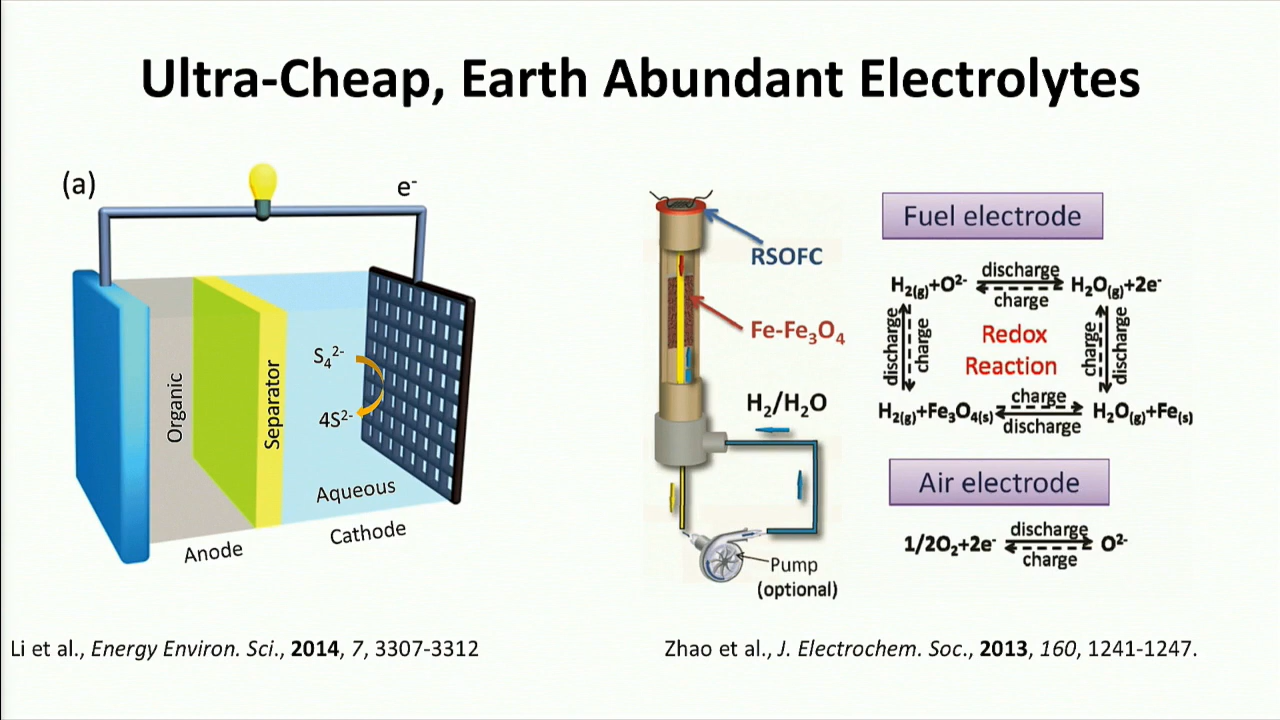 Ultra-Cheap, Earth Abundant Electrolytes
(a)
e⁻
Organic
Separator
S₄²⁻
4S²⁻
Aqueous
Cathode
Anode
RSOFC
Fe-Fe₃O₄
H₂/H₂O
Pump
(optional)
Fuel electrode
H₂(g)+O²⁻ discharge H₂O(g)+2e⁻
charge
discharge
charge
Redox
Reaction
charge
discharge
H₂(g)+Fe₃O₄(s) charge H₂O(g)+Fe(s)
discharge
Air electrode
1/2O₂+2e⁻ discharge O²⁻
charge
Li et al., Energy Environ. Sci., 2014, 7, 3307-3312
Zhao et al., J. Electrochem. Soc., 2013, 160, 1241-1247.